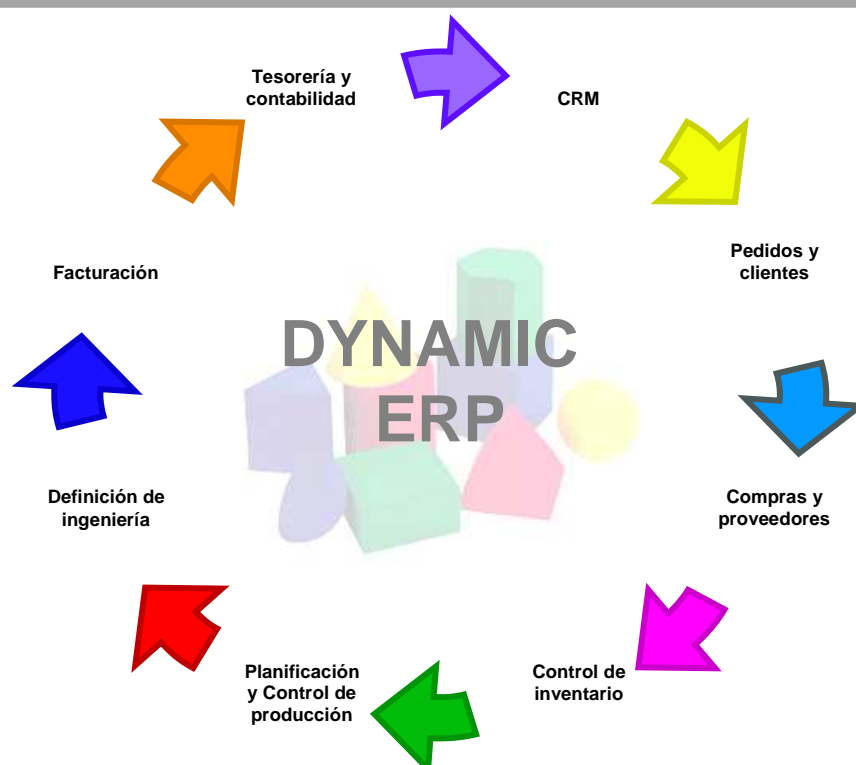 Tesorería y
contabilidad
CRM
Pedidos y
clientes
Facturación
DYNAMIC
ERP
Definición de
ingeniería
Compras y
proveedores
Planificación
y Control de
producción
Control de
inventario